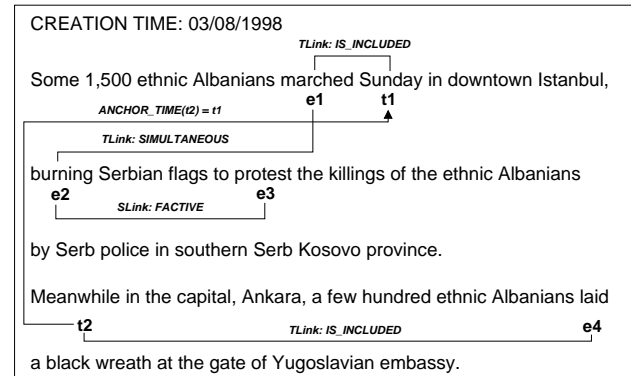 CREATION TIME: 03/08/1998
TLink: IS_INCLUDED
Some 1,500 ethnic Albanians marched Sunday in downtown Istanbul,
e1 t1
ANCHOR_TIME(t2) = t1
TLink: SIMULTANEOUS
burning Serbian flags to protest the killings of the ethnic Albanians
e2 e3
SLink: FACTIVE
by Serb police in southern Serb Kosovo province.
Meanwhile in the capital, Ankara, a few hundred ethnic Albanians laid
t2 e4
TLink: IS_INCLUDED
a black wreath at the gate of Yugoslavian embassy.